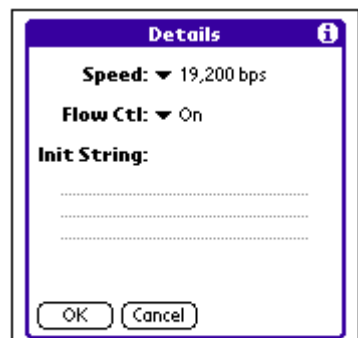 Details
Speed: 19,200 bps
Flow Ctl: On
Init String:
OK Cancel